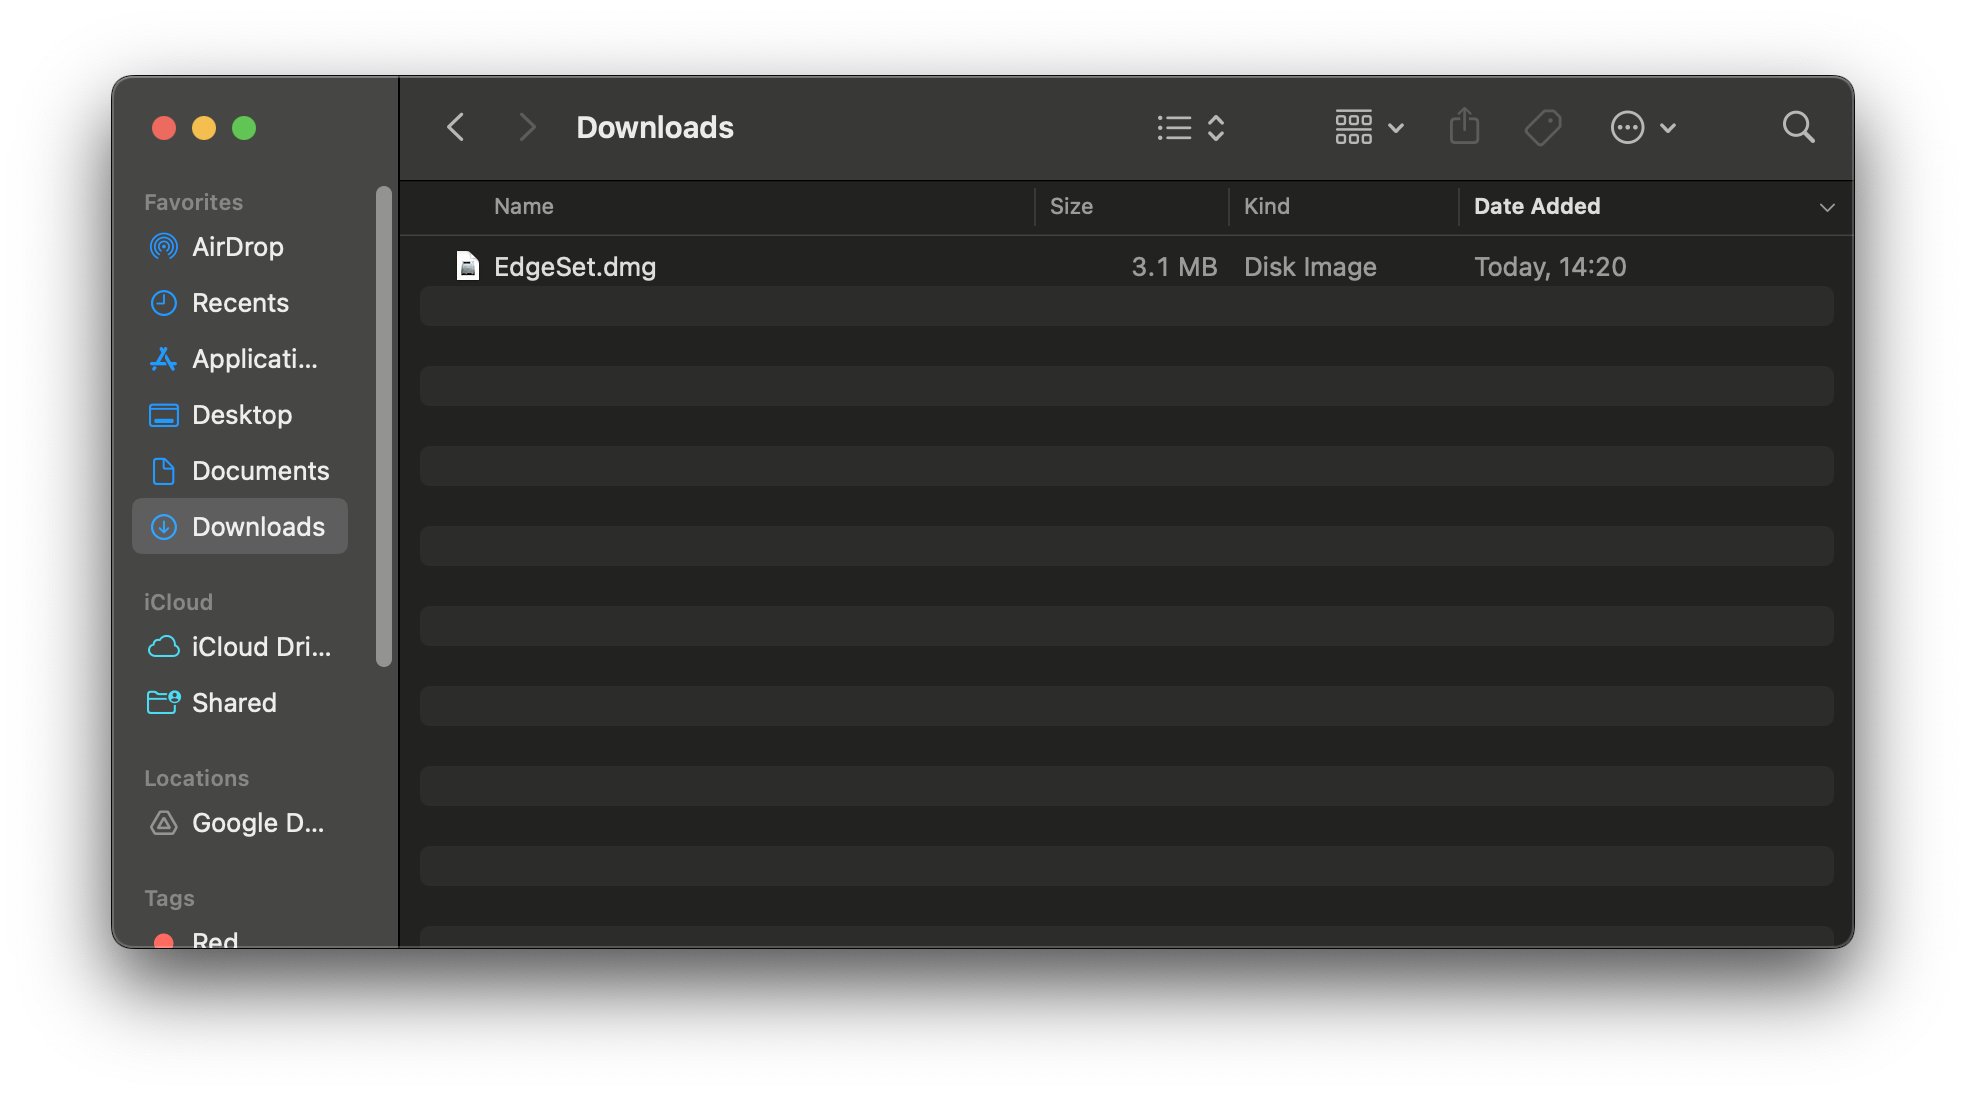 Downloads
Favorites
AirDrop
Recents
Applicati...
Desktop
Documents
Downloads
iCloud
iCloud Dri...
Shared
Locations
Google D...
Tags
Red
Name Size Kind Date Added
EdgeSet.dmg 3.1 MB Disk Image Today, 14:20